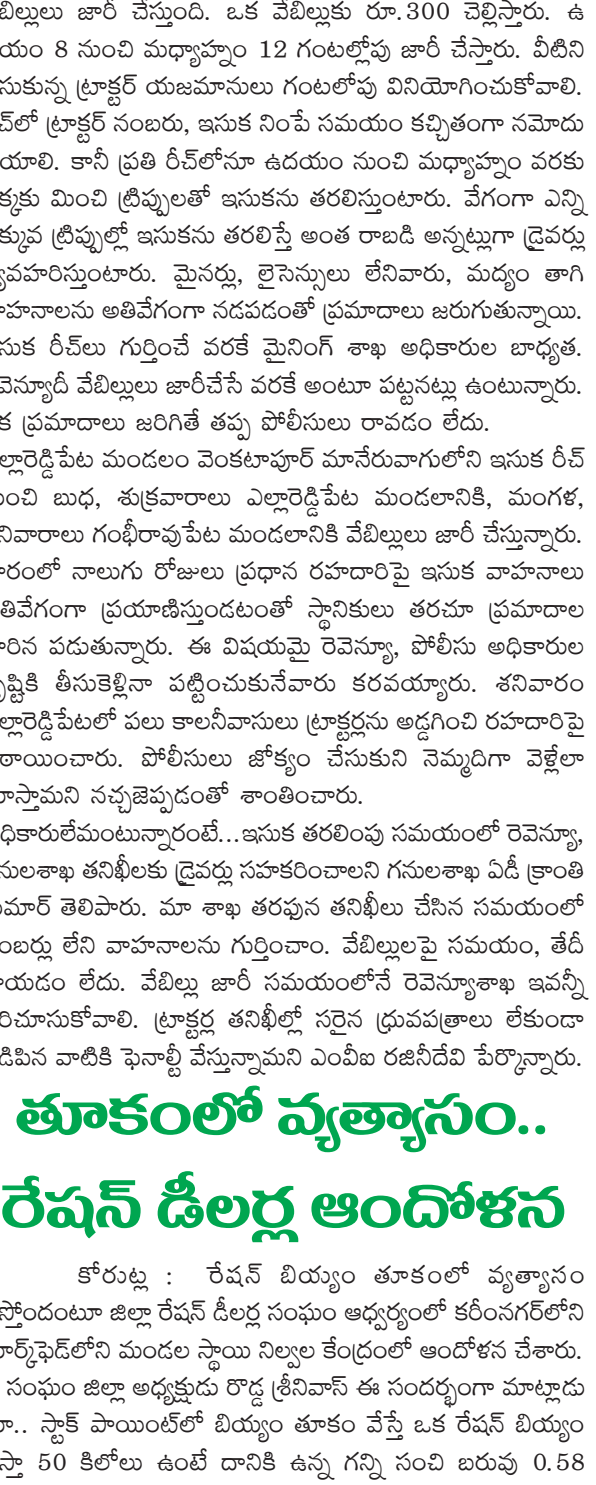 బిల్లులు జారీ చేస్తుంది. ఒక వేబిల్లుకు రూ.300 చెల్లిస్తారు. ఉ
యం 8 నుంచి మధ్యాహ్నం 12 గంటల్లోపు జారీ చేస్తారు. వీటిని
సుకున్న ట్రాక్టర్ యజమానులు గంటలోపు వినియోగించుకోవాలి.
చ్‌లో ట్రాక్టర్ నంబరు, ఇసుక నింపే సమయం కచ్చితంగా నమోదు
యాలి. కానీ ప్రతి రీచ్‌లోనూ ఉదయం నుంచి మధ్యాహ్నం వరకు
క్కకు మించి ట్రిప్పులతో ఇసుకను తరలిస్తుంటారు. వేగంగా ఎన్ని
క్కువ ట్రిప్పుల్లో ఇసుకను తరలిస్తే అంత రాబడి అన్నట్లుగా డ్రైవర్లు
వ్యవహరిస్తుంటారు. మైనర్లు, లైసెన్సులు లేనివారు, మద్యం తాగి
వాహనాలను అతివేగంగా నడపడంతో ప్రమాదాలు జరుగుతున్నాయి.
సుక రీచ్‌లు గుర్తించే వరకే మైనింగ్ శాఖ అధికారుల బాధ్యత.
వెన్యూదీ వేబిల్లులు జారీచేసే వరకే అంటూ పట్టనట్లు ఉంటున్నారు.
క ప్రమాదాలు జరిగితే తప్ప పోలీసులు రావడం లేదు.
ల్లారెడ్డిపేట మండలం వెంకటాపూర్ మానేరువాగులోని ఇసుక రీచ్
నుంచి బుధ, శుక్రవారాలు ఎల్లారెడ్డిపేట మండలానికి, మంగళ,
నివారాలు గంభీరావుపేట మండలానికి వేబిల్లులు జారీ చేస్తున్నారు.
వారంలో నాలుగు రోజులు ప్రధాన రహదారిపై ఇసుక వాహనాలు
తివేగంగా ప్రయాణిస్తుండటంతో స్థానికులు తరచూ ప్రమాదాల
బారిన పడుతున్నారు. ఈ విషయమై రెవెన్యూ, పోలీసు అధికారుల
దృష్టికి తీసుకెళ్లినా పట్టించుకునేవారు కరవయ్యారు. శనివారం
ల్లారెడ్డిపేటలో పలు కాలనీవాసులు ట్రాక్టర్లను అడ్డగించి రహదారిపై
ఠాయించారు. పోలీసులు జోక్యం చేసుకుని నెమ్మదిగా వెళ్లేలా
చూస్తామని నచ్చజెప్పడంతో శాంతించారు.
ధికారులేమంటున్నారంటే...ఇసుక తరలింపు సమయంలో రెవెన్యూ,
నులశాఖ తనిఖీలకు డ్రైవర్లు సహకరించాలని గనులశాఖ ఏడీ క్రాంతి
కుమార్ తెలిపారు. మా శాఖ తరఫున తనిఖీలు చేసిన సమయంలో
నంబర్లు లేని వాహనాలను గుర్తించాం. వేబిల్లులపై సమయం, తేదీ
రాయడం లేదు. వేబిల్లు జారీ సమయంలోనే రెవెన్యూశాఖ ఇవన్నీ
సరిచూసుకోవాలి. ట్రాక్టర్ల తనిఖీల్లో సరైన ధ్రువపత్రాలు లేకుండా
డిపిన వాటికి ఫెనాల్టీ వేస్తున్నామని ఎంవీఐ రజినీదేవి పేర్కొన్నారు.
తూకంలో వ్యత్యాసం..
రేషన్ డీలర్ల ఆందోళన
కోరుట్ల : రేషన్ బియ్యం తూకంలో వ్యత్యాసం
స్తోందంటూ జిల్లా రేషన్ డీలర్ల సంఘం ఆధ్వర్యంలో కరీంనగర్‌లోని
మార్క్‌ఫెడ్‌లోని మండల స్థాయి నిల్వల కేంద్రంలో ఆందోళన చేశారు.
సంఘం జిల్లా అధ్యక్షుడు రొడ్డ శ్రీనివాస్ ఈ సందర్భంగా మాట్లాడు
తూ.. స్టాక్ పాయింట్‌లో బియ్యం తూకం వేస్తే ఒక రేషన్ బియ్యం
స్తా 50 కిలోలు ఉంటే దానికి ఉన్న గన్ని సంచి బరువు 0.58